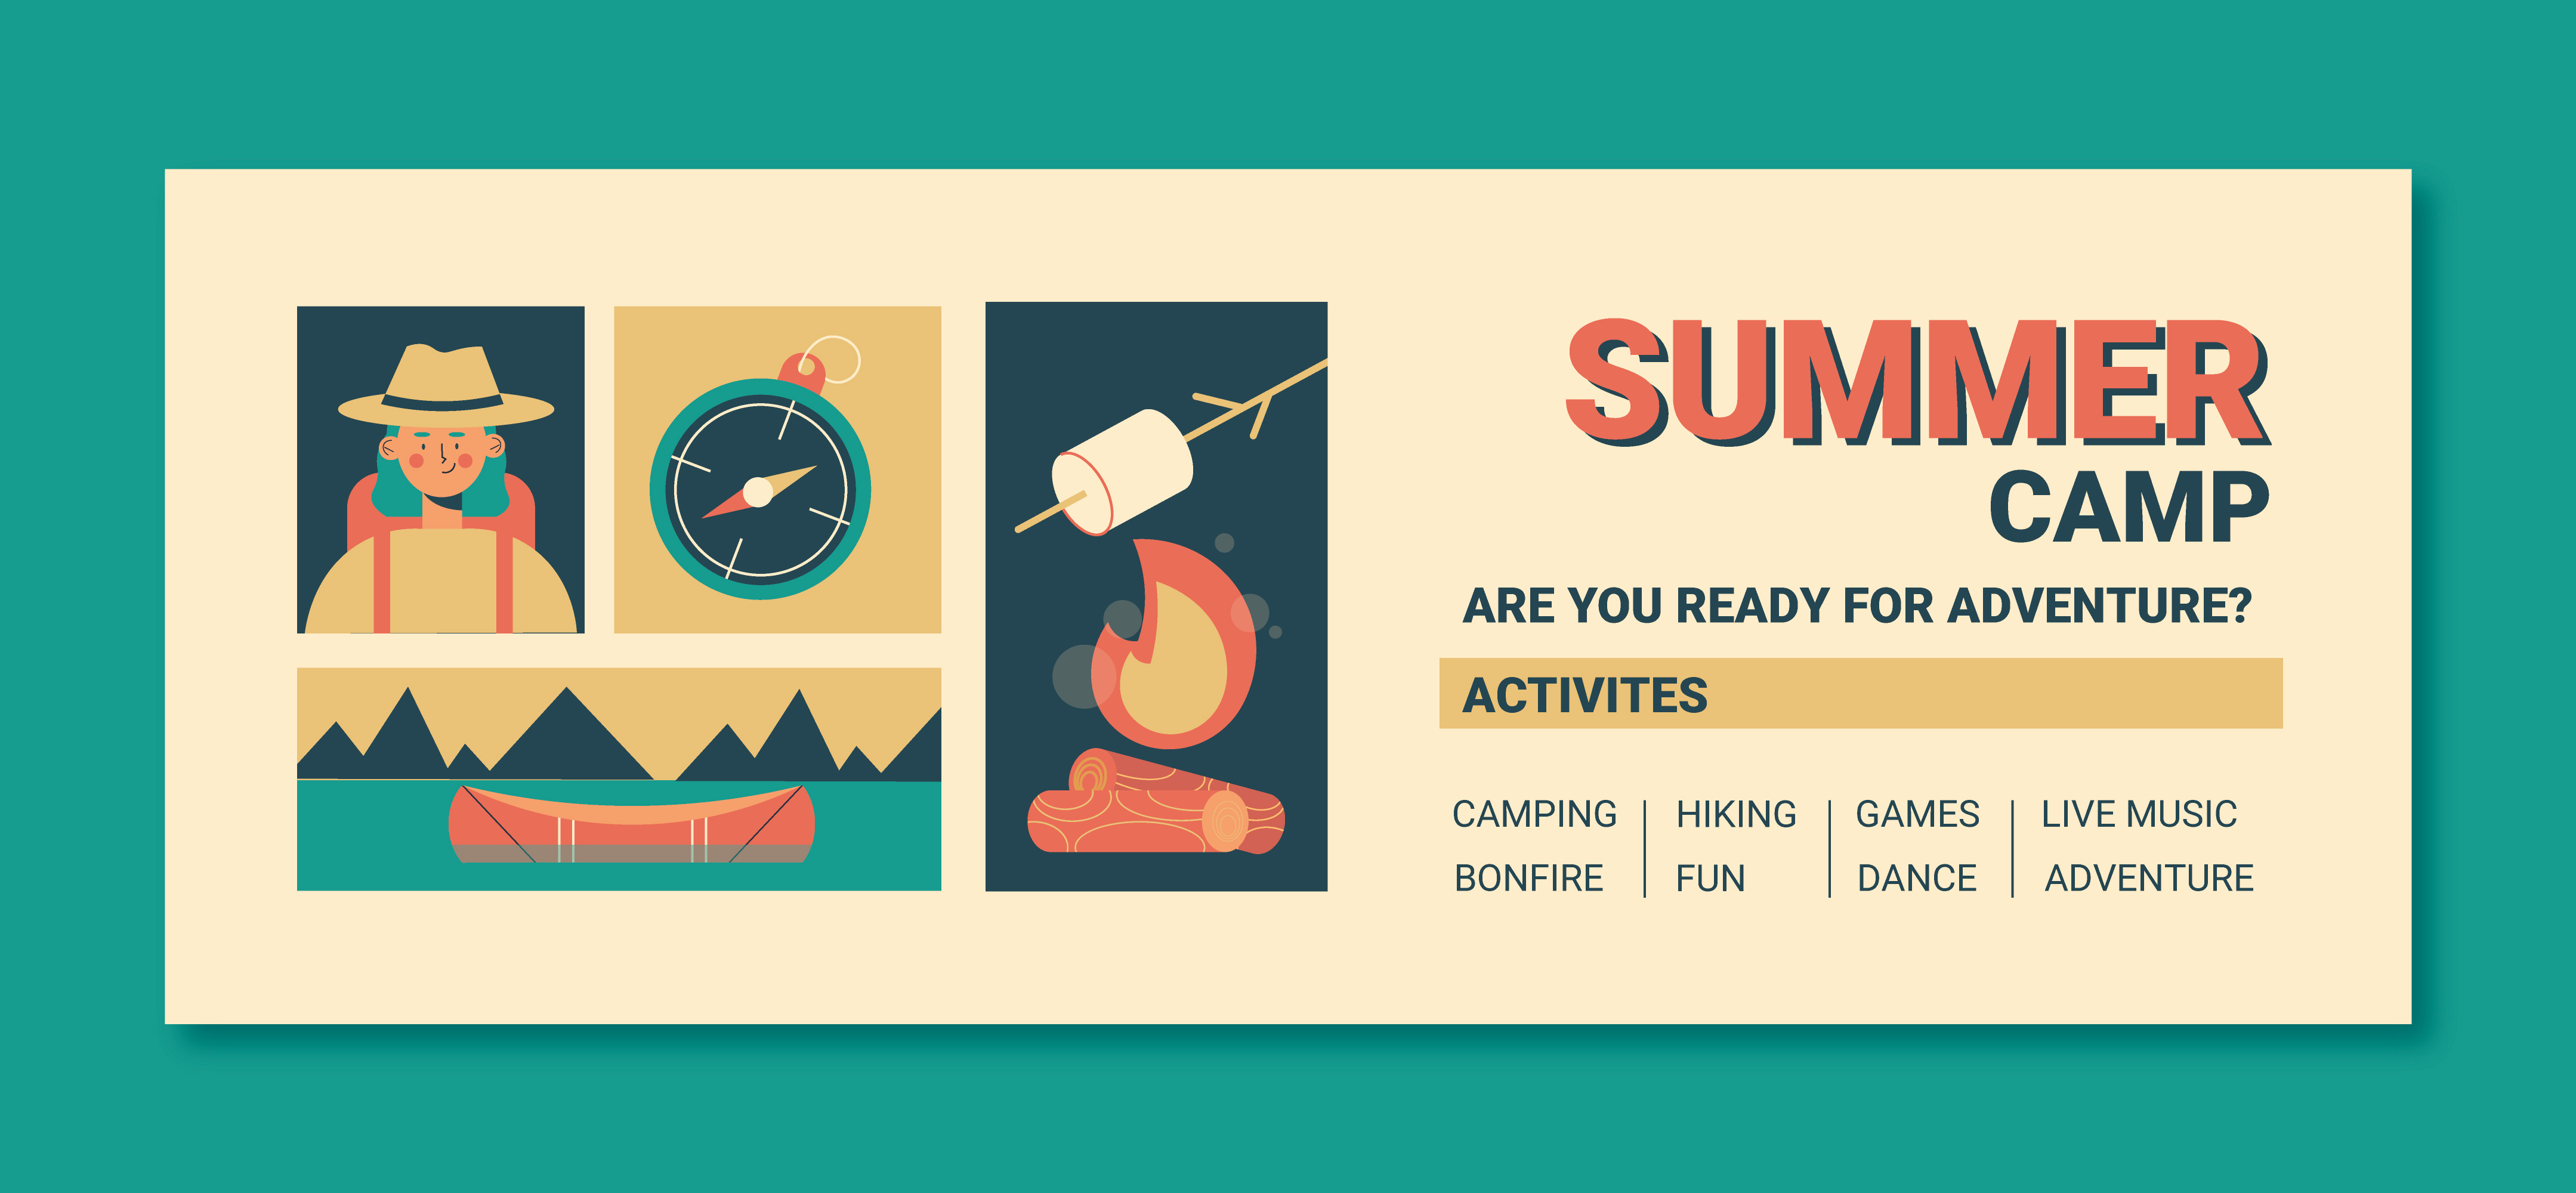 SUMMER
CAMP
ARE YOU READY FOR ADVENTURE?
ACTIVITES
CAMPING HIKING GAMES LIVE MUSIC
BONFIRE FUN DANCE ADVENTURE